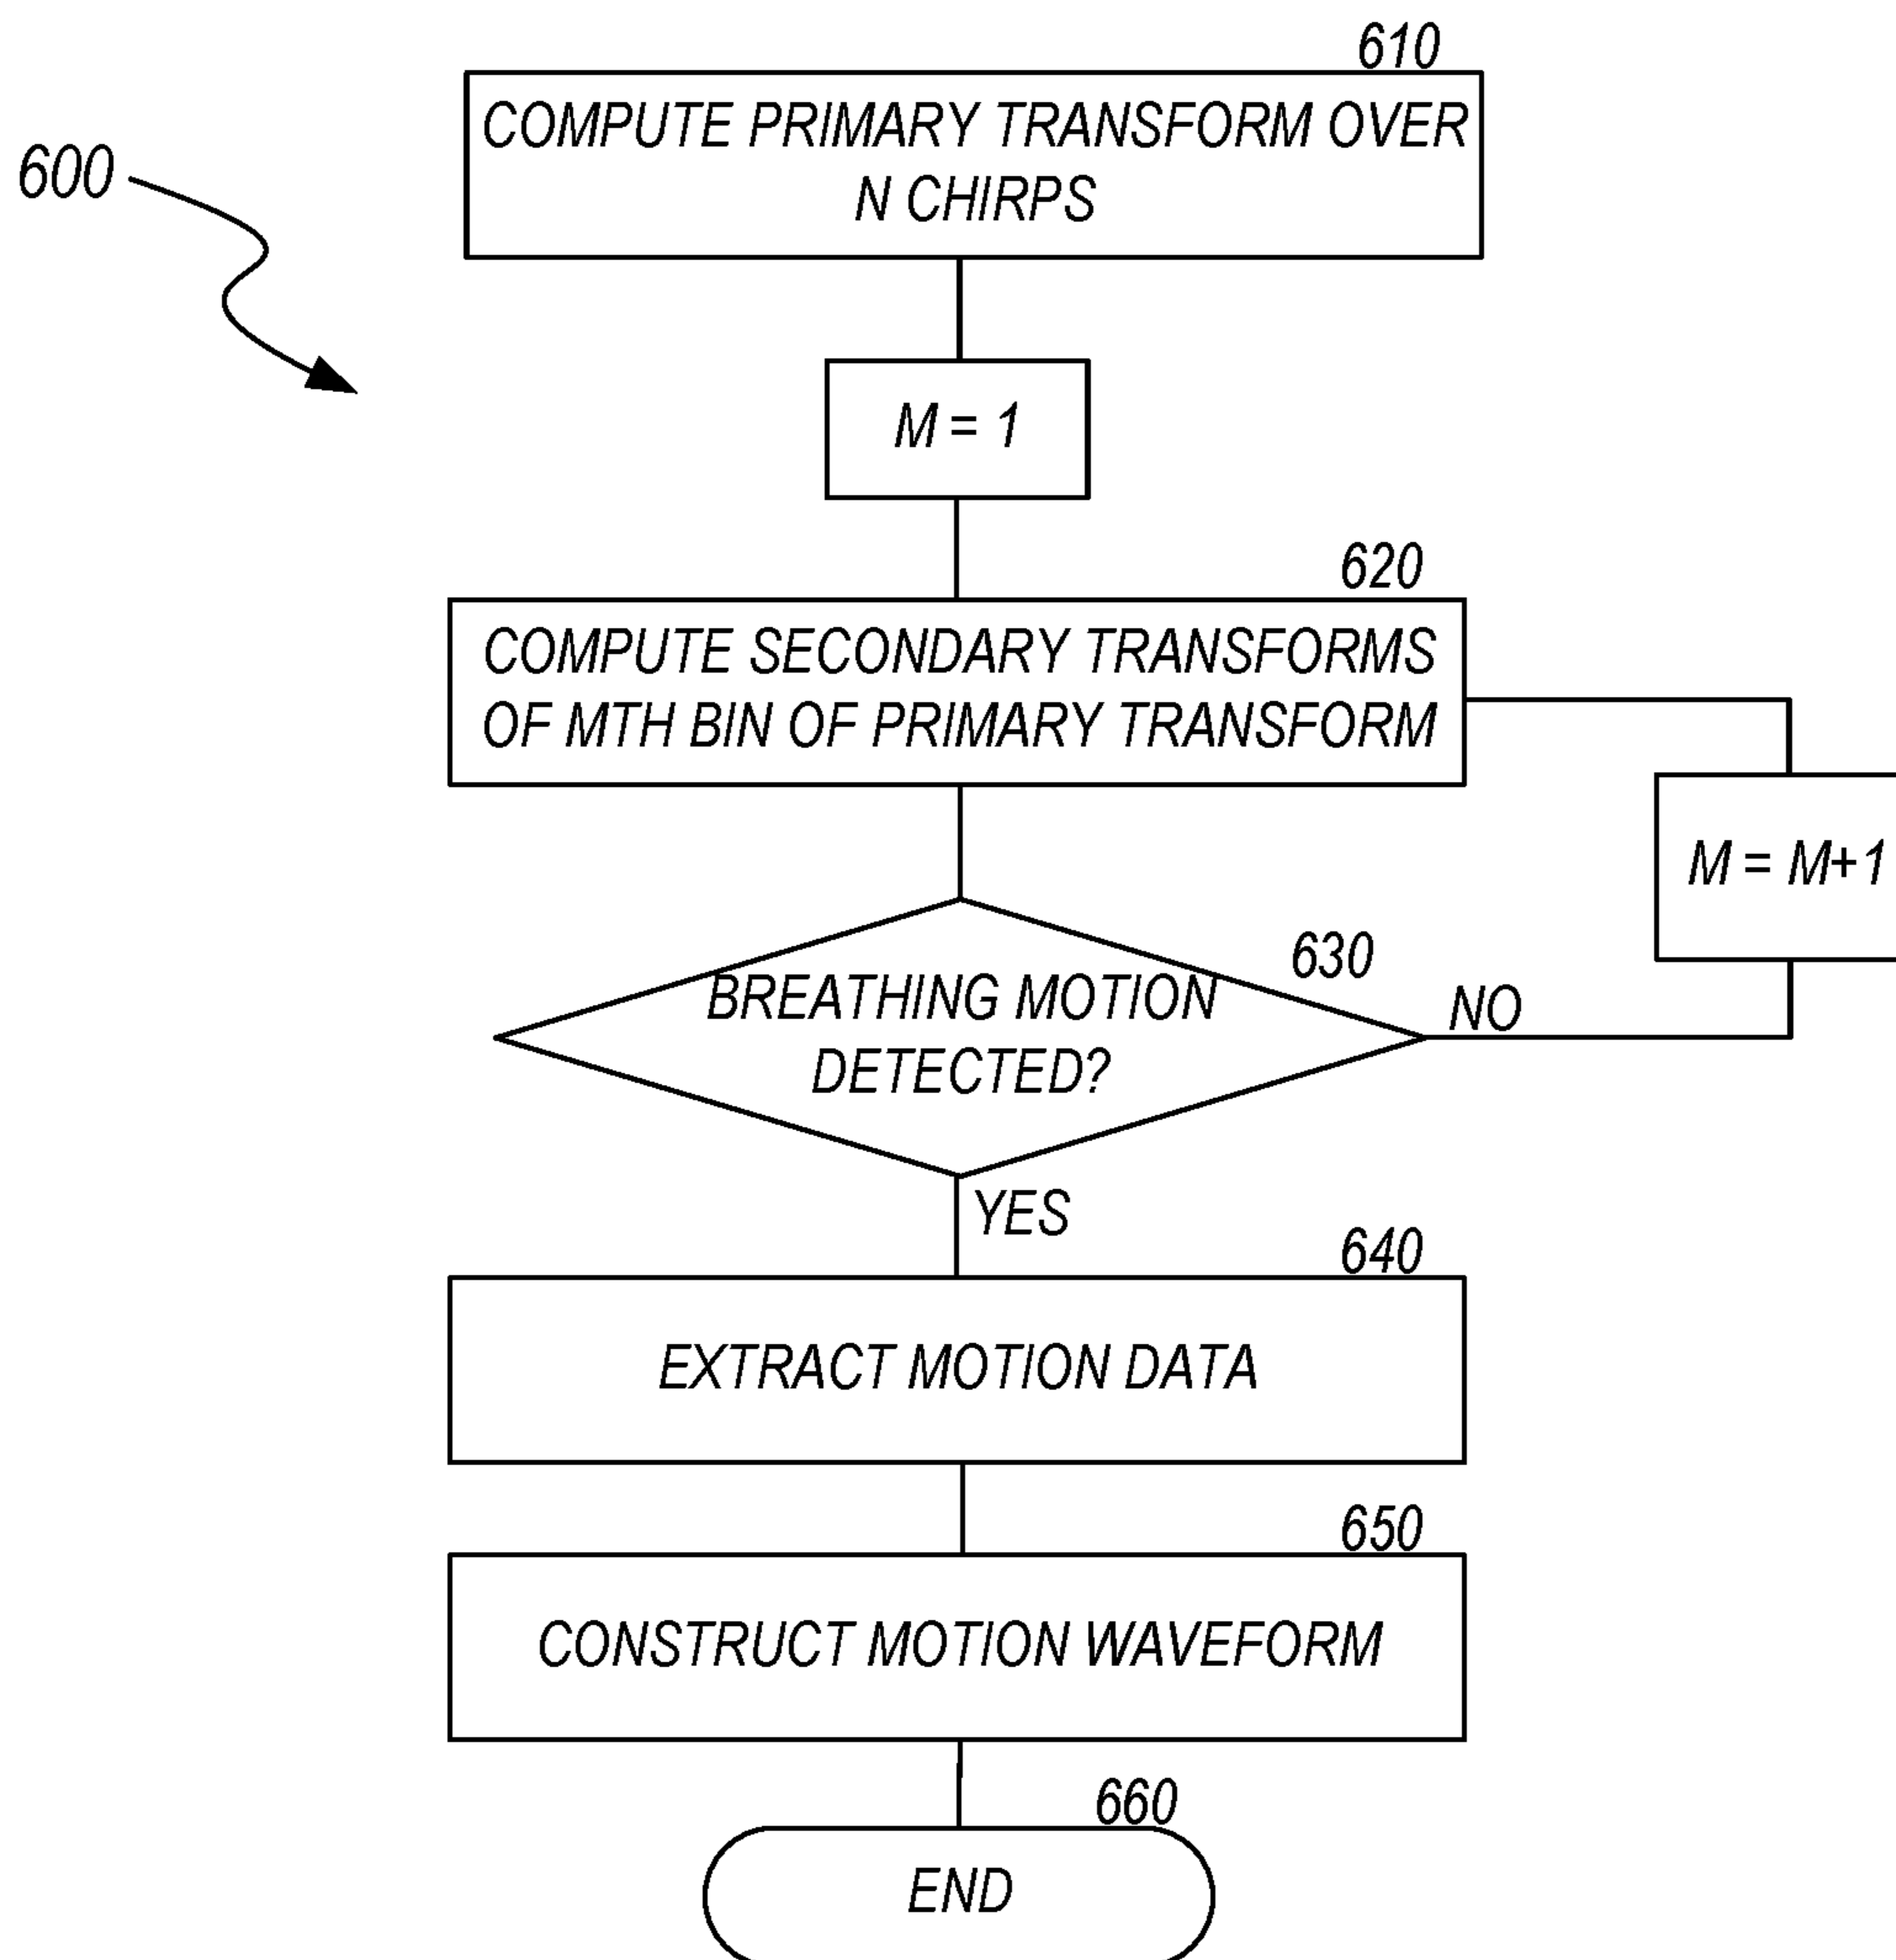 610
COMPUTE PRIMARY TRANSFORM OVER
N CHIRPS
600
M = 1
620
COMPUTE SECONDARY TRANSFORMS
OF MTH BIN OF PRIMARY TRANSFORM
M = M+1
630
BREATHING MOTION
DETECTED?
NO
YES
640
EXTRACT MOTION DATA
650
CONSTRUCT MOTION WAVEFORM
660
END